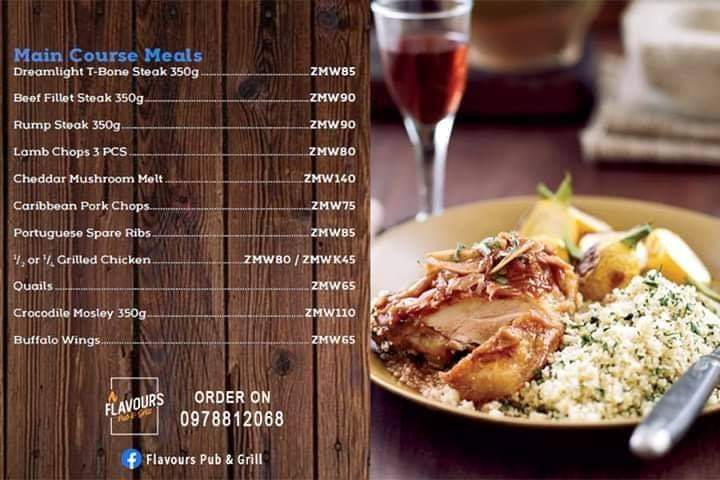 Main Course Meals
Dreamlight T-Bone Steak 350g ZMW85
Beef Fillet Steak 350g ZMW90
Rump Steak 350g ZMW90
Lamb Chops 3 PCS ZMW80
Cheddar Mushroom Melt ZMW140
Caribbean Pork Chops ZMW75
Portuguese Spare Ribs ZMW85
1/2 or 1/4 Grilled Chicken ZMW80 / ZMWK45
Quails ZMW65
Crocodile Mosley 350g ZMW110
Buffalo Wings ZMW65
FLAVOURS
Pub & Grill
ORDER ON
0978812068
Flavours Pub & Grill